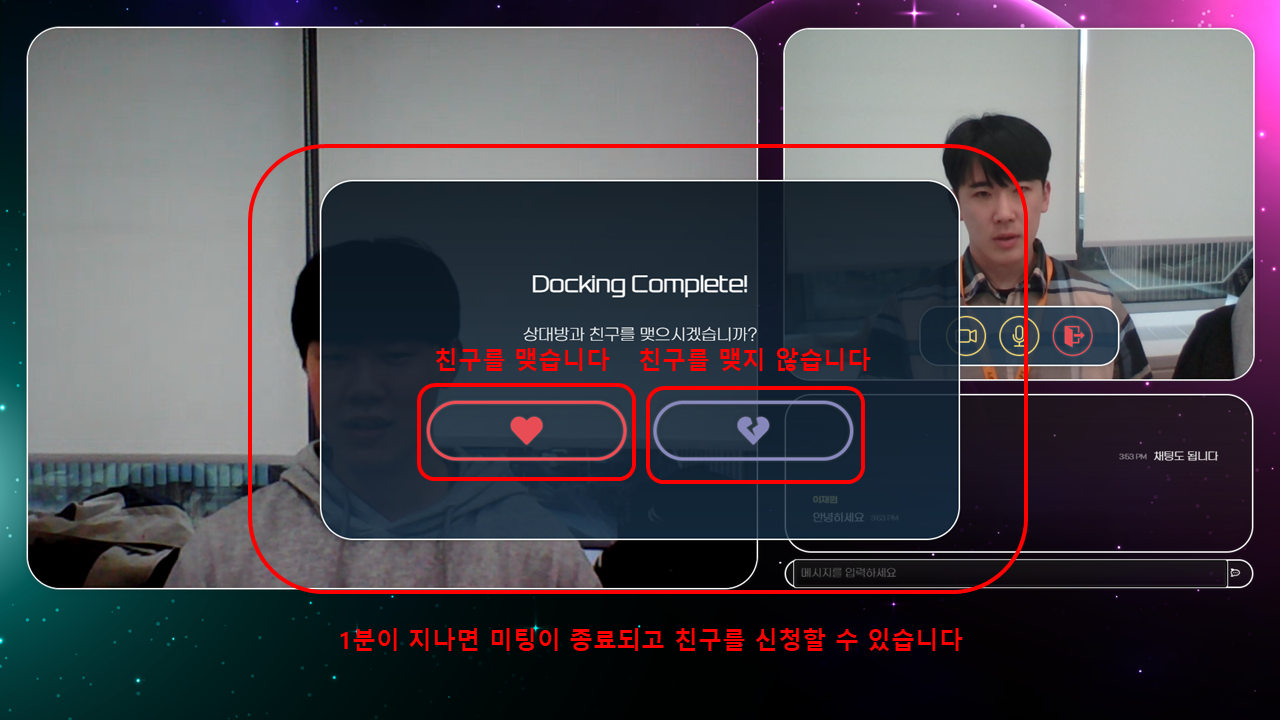 Docking Complete!
상대방과 친구를 맺으시겠습니까?
친구를 맺습니다 친구를 맺지 않습니다
3:53 PM 채팅도 됩니다
이재원
안녕하세요 3:53 PM
메시지를 입력하세요
1분이 지나면 미팅이 종료되고 친구를 신청할 수 있습니다